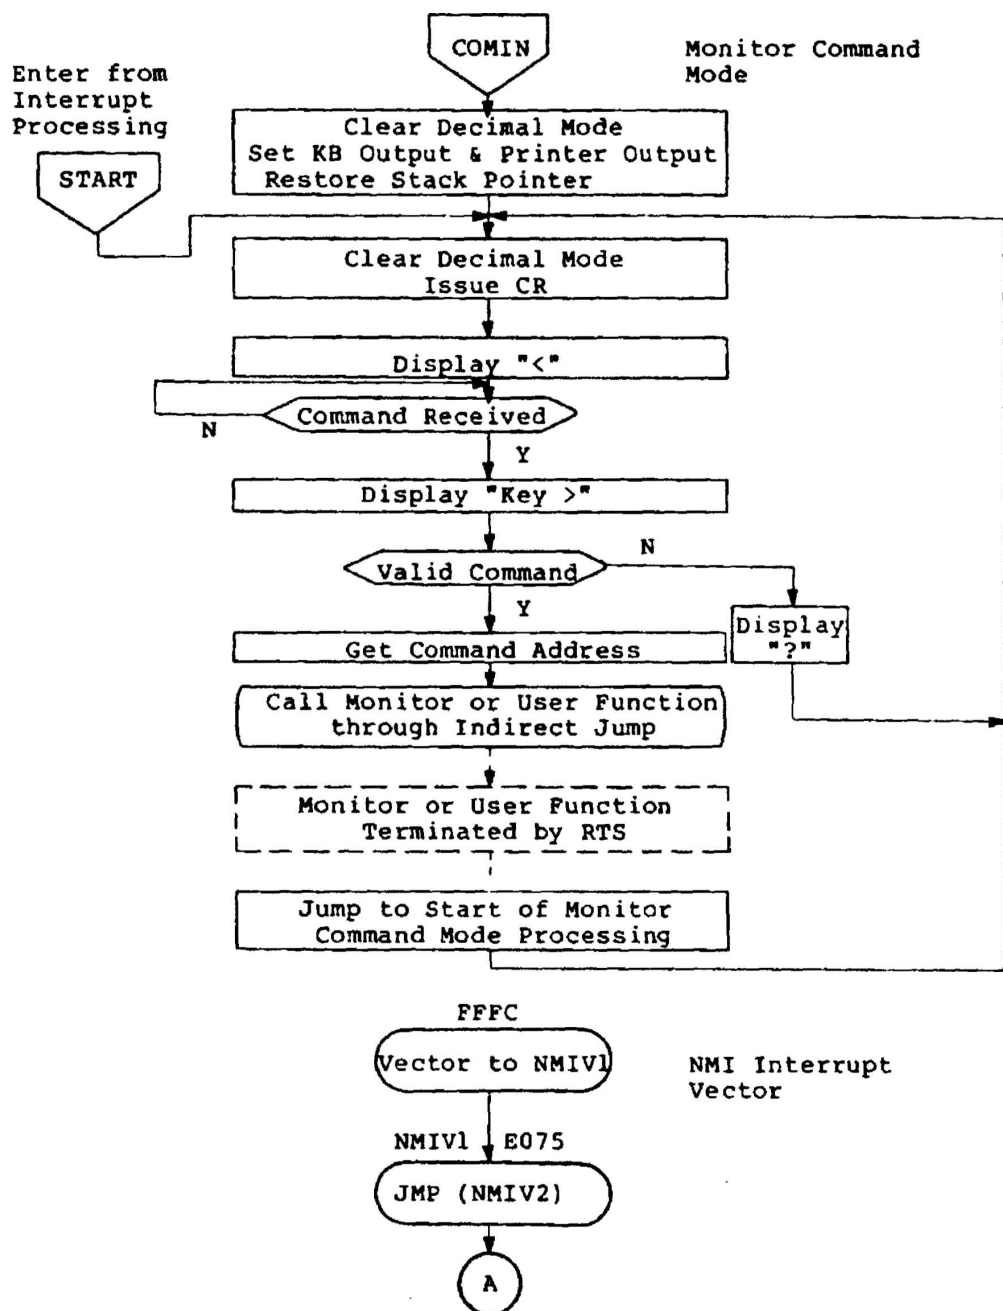 COMIN
Monitor Command
Mode
Enter from
Interrupt
Processing
START
Clear Decimal Mode
Set KB Output & Printer Output
Restore Stack Pointer
Clear Decimal Mode
Issue CR
Display "<"
Command Received
N
Y
Display "Key >"
N
Valid Command
Y
Display
"?"
Get Command Address
Call Monitor or User Function
through Indirect Jump
Monitor or User Function
Terminated by RTS
Jump to Start of Monitor
Command Mode Processing
FFFC
Vector to NMIV1
NMI Interrupt
Vector
NMIV1 E075
JMP (NMIV2)
A